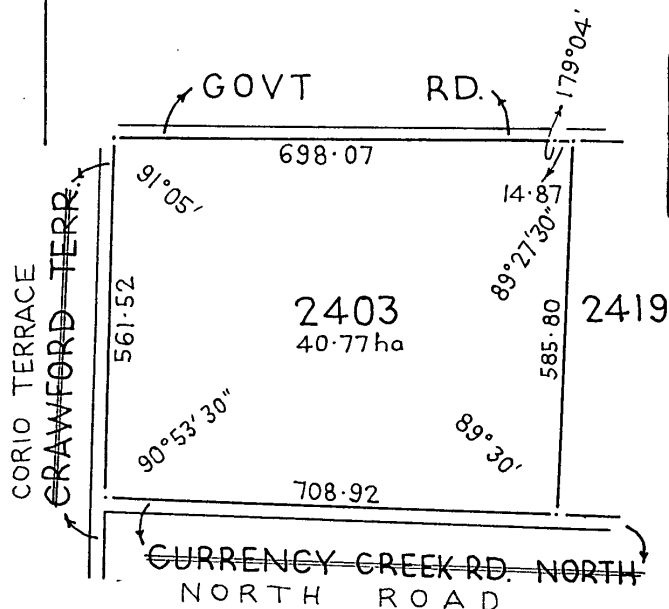 GOVT RD.
179°04'
698·07
91°05'
14·87
89°27'30"
CORIO TERRACE
CRAWFORD TERR.
561·52
2403
40·77ha
585·80
2419
90°53'30"
89°30'
708·92
CURRENCY CREEK RD. NORTH
NORTH ROAD